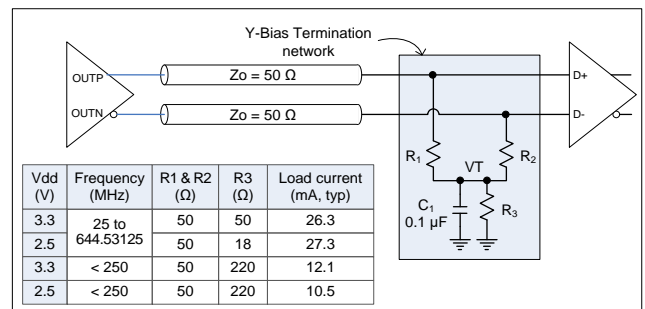 Y-Bias Termination
network
OUTP
Zo = 50 Ω
D+
OUTN
Zo = 50 Ω
D-
R1
VT
R2
C1
0.1 µF
R3
Vdd (V) Frequency (MHz) R1 & R2 (Ω) R3 (Ω) Load current (mA, typ)
3.3 25 to 644.53125 50 50 26.3
2.5 50 18 27.3
3.3 < 250 50 220 12.1
2.5 < 250 50 220 10.5